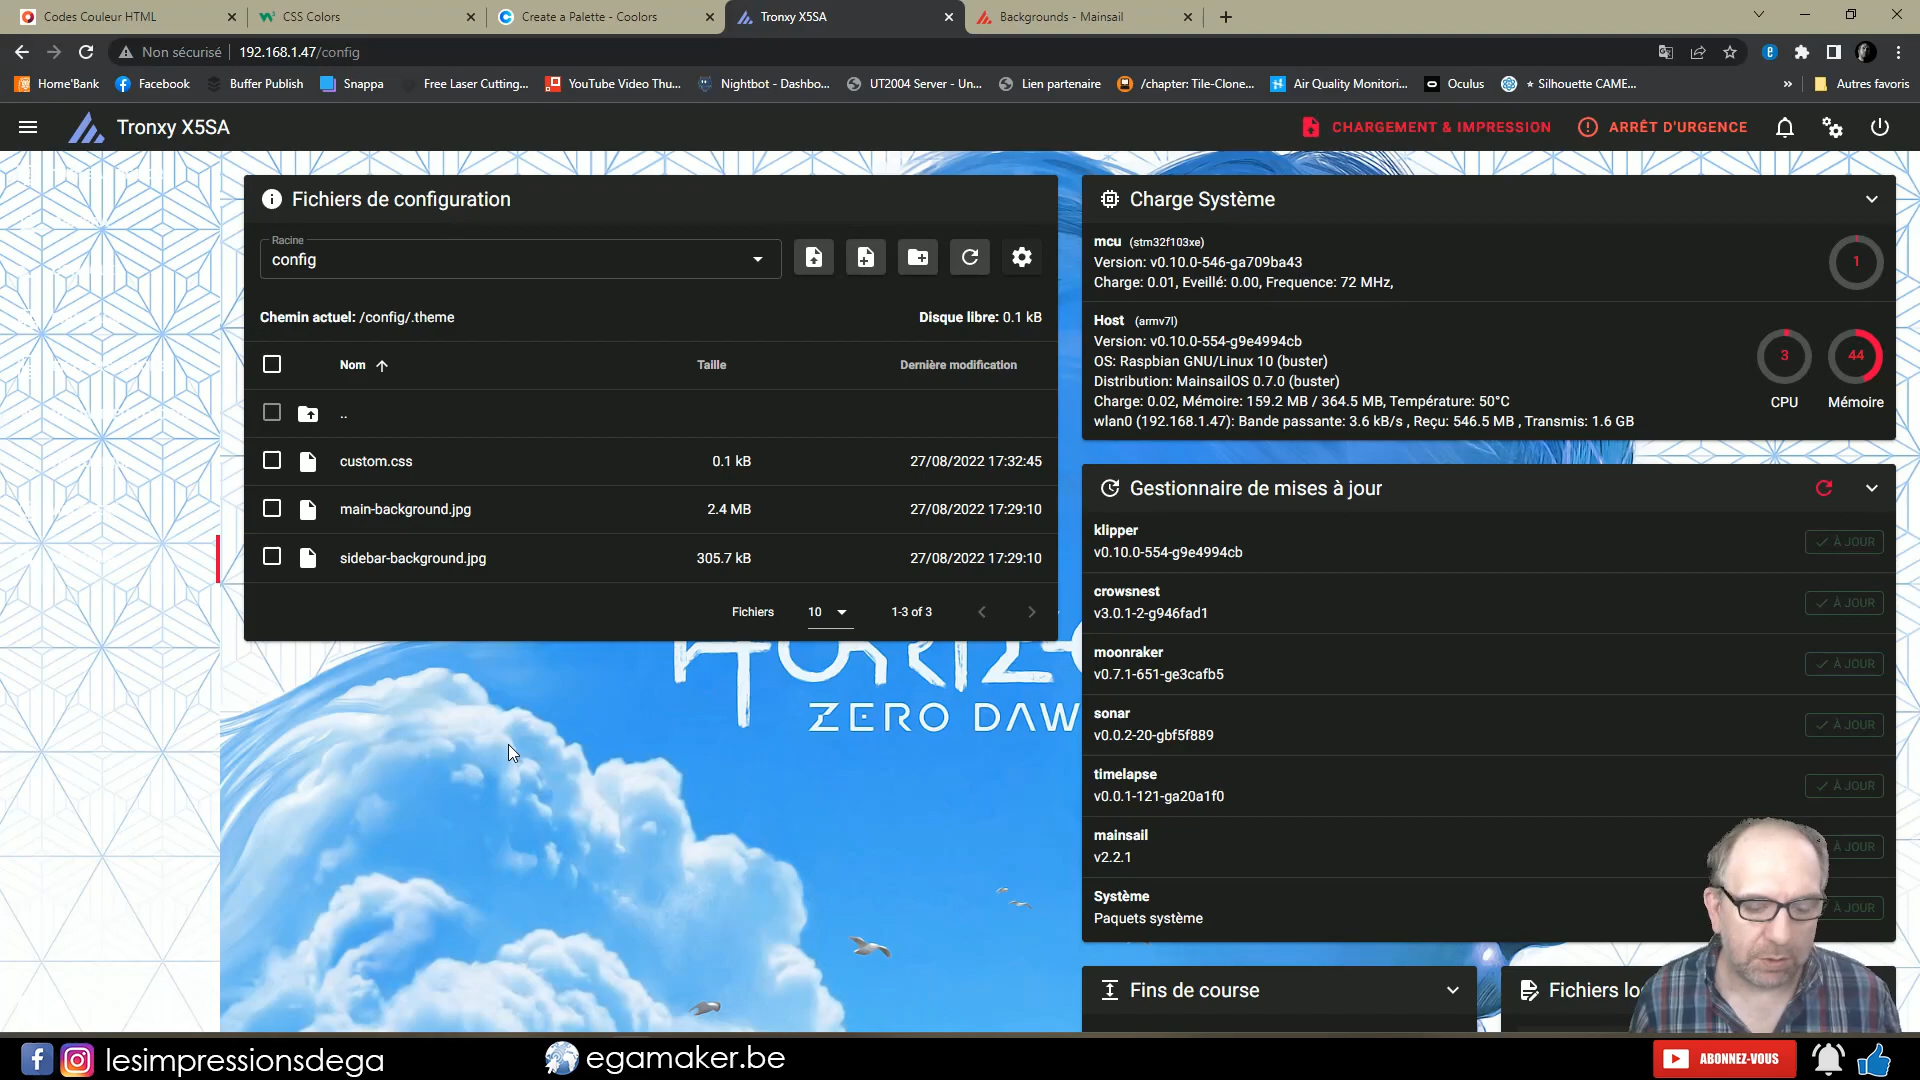 Codes Couleur HTML
CSS Colors
Create a Palette - Coolors
Tronxy X5SA
Backgrounds - Mainsail
Non sécurisé
192.168.1.47/config
Home'Bank
Facebook
Buffer Publish
Snappa
Free Laser Cutting...
YouTube Video Thu...
Nightbot - Dashbo...
UT2004 Server - Un...
Lien partenaire
/chapter: Tile-Clone...
Air Quality Monitori...
Oculus
⋆ Silhouette CAME...
»
Autres favoris
Tronxy X5SA
CHARGEMENT & IMPRESSION
ARRÊT D'URGENCE
Fichiers de configuration
Racine
config
Chemin actuel: /config/.theme
Disque libre: 0.1 kB
Nom
Taille
Dernière modification
..
custom.css
0.1 kB
27/08/2022 17:32:45
main-background.jpg
2.4 MB
27/08/2022 17:29:10
sidebar-background.jpg
305.7 kB
27/08/2022 17:29:10
Fichiers
10
1-3 of 3
ZERO DAW
Charge Système
mcu (stm32f103xe)
Version: v0.10.0-546-ga709ba43
Charge: 0.01, Eveillé: 0.00, Frequence: 72 MHz,
1
Host (armv7l)
Version: v0.10.0-554-g9e4994cb
OS: Raspbian GNU/Linux 10 (buster)
Distribution: MainsailOS 0.7.0 (buster)
Charge: 0.02, Mémoire: 159.2 MB / 364.5 MB, Température: 50°C
wlan0 (192.168.1.47): Bande passante: 3.6 kB/s , Reçu: 546.5 MB , Transmis: 1.6 GB
3
CPU
44
Mémoire
Gestionnaire de mises à jour
klipper
v0.10.0-554-g9e4994cb
À JOUR
crowsnest
v3.0.1-2-g946fad1
À JOUR
moonraker
v0.7.1-651-ge3cafb5
À JOUR
sonar
v0.0.2-20-gbf5f889
À JOUR
timelapse
v0.0.1-121-ga20a1f0
À JOUR
mainsail
v2.2.1
À JOUR
Système
Paquets système
À JOUR
Fins de course
Fichiers lo
lesimpressionsdega
egamaker.be
ABONNEZ-VOUS